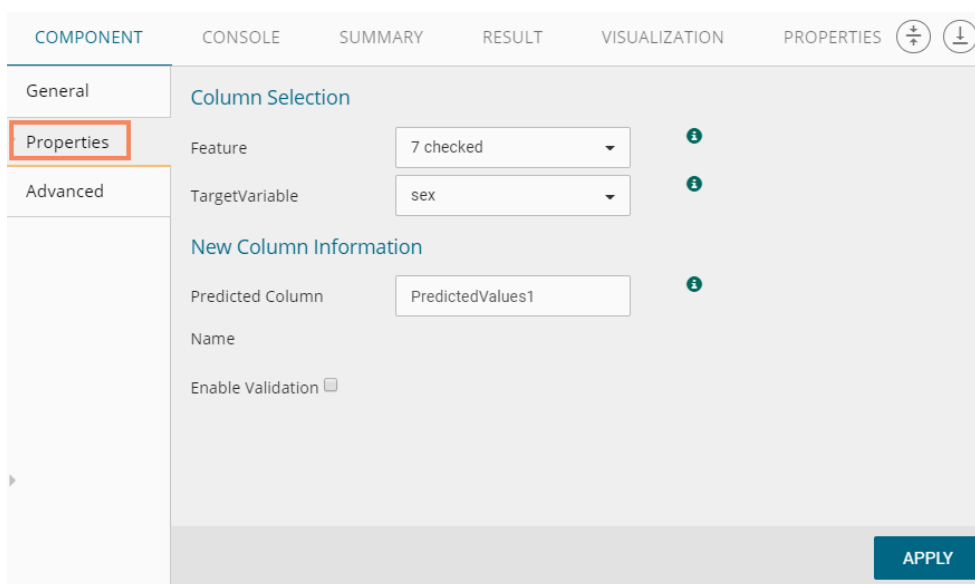 COMPONENT CONSOLE SUMMARY RESULT VISUALIZATION PROPERTIES
General
Properties
Advanced
Column Selection
Feature 7 checked
TargetVariable sex
New Column Information
Predicted Column PredictedValues1
Name
Enable Validation
APPLY